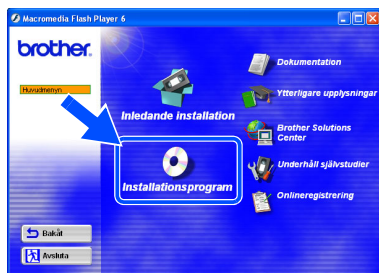 Macromedia Flash Player 6
brother.
Huvudmenyn
Inledande installation
Installationsprogram
Dokumentation
Ytterligare upplysningar
Brother Solutions
Center
Underhåll självstudier
Onlineregistrering
Bakåt
Avsluta